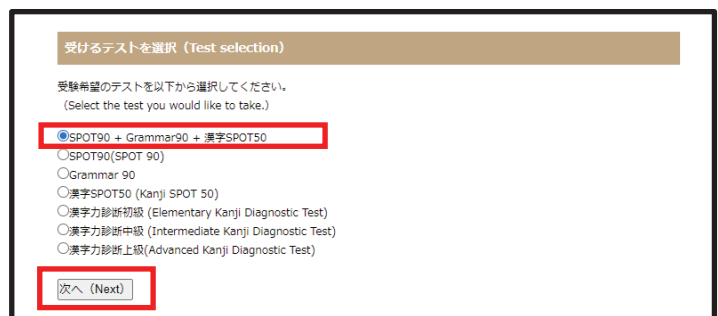 受けるテストを選択（Test selection）
受験希望のテストを以下から選択してください。
（Select the test you would like to take.）
SPOT90 + Grammar90 + 漢字SPOT50
SPOT90(SPOT 90)
Grammar 90
漢字SPOT50 (Kanji SPOT 50)
漢字力診断初級 (Elementary Kanji Diagnostic Test)
漢字力診断中級 (Intermediate Kanji Diagnostic Test)
漢字力診断上級(Advanced Kanji Diagnostic Test)
次へ（Next）